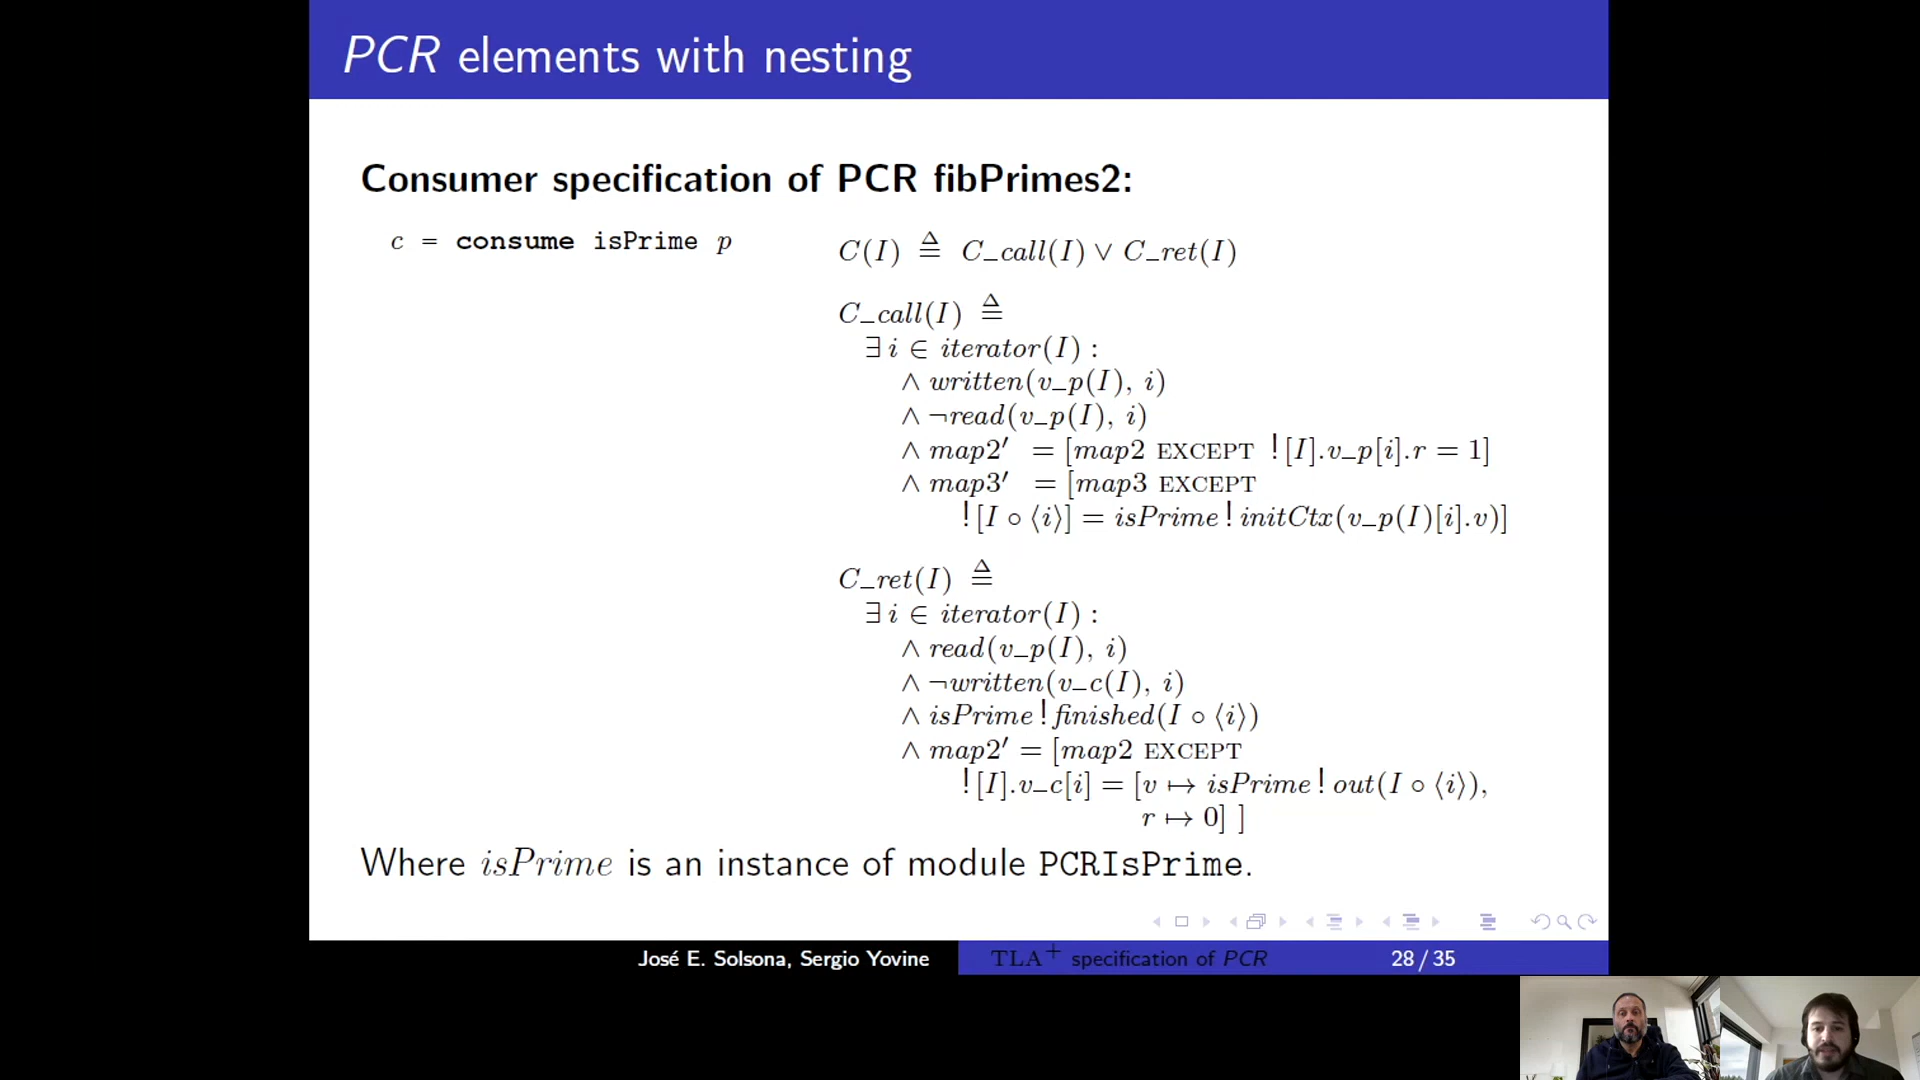 PCR elements with nesting
Consumer specification of PCR fibPrimes2:
c = consume isPrime p
C(I) ≜ C_call(I) ∨ C_ret(I)
C_call(I) ≜
∃ i ∈ iterator(I) :
∧ written(v_p(I), i)
∧ ¬read(v_p(I), i)
∧ map2′ = [map2 EXCEPT ![I].v_p[i].r = 1]
∧ map3′ = [map3 EXCEPT
![I ∘ ⟨i⟩] = isPrime!initCtx(v_p(I)[i].v)]
C_ret(I) ≜
∃ i ∈ iterator(I) :
∧ read(v_p(I), i)
∧ ¬written(v_c(I), i)
∧ isPrime!finished(I ∘ ⟨i⟩)
∧ map2′ = [map2 EXCEPT
![I].v_c[i] = [v ↦ isPrime!out(I ∘ ⟨i⟩),
r ↦ 0] ]
Where isPrime is an instance of module PCRIsPrime.
José E. Solsona, Sergio Yovine
TLA+ specification of PCR
28 / 35